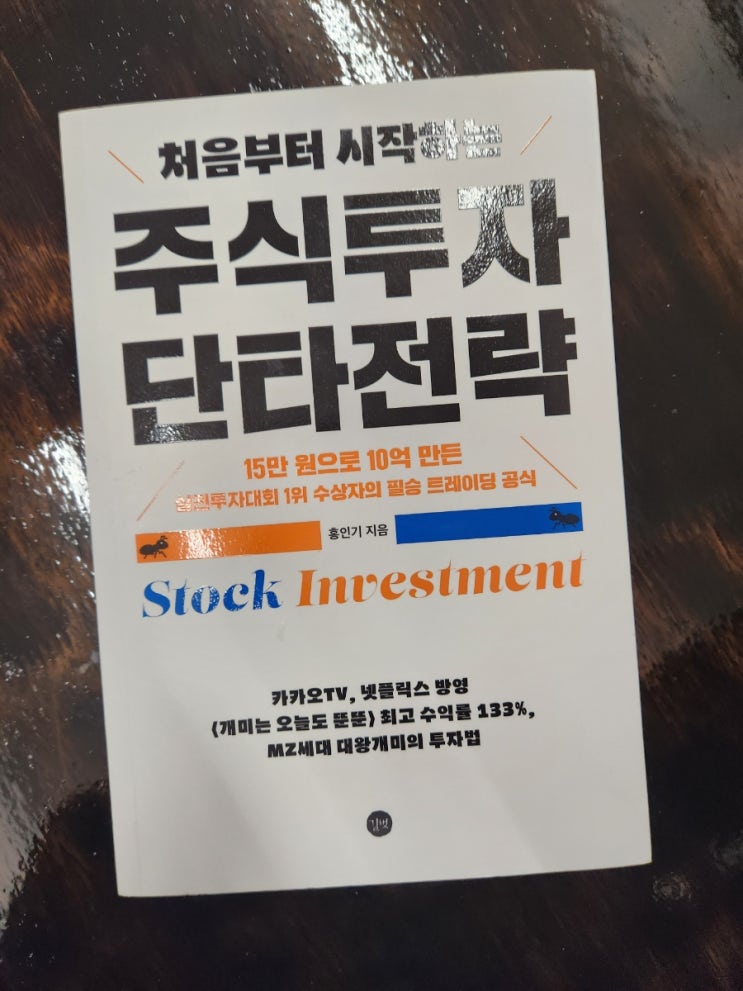 처음부터 시작하는
주식투자
단타전략
15만 원으로 10억 만든
실전투자대회 1위 수상자의 필승 트레이딩 공식
홍인기 지음
Stock Investment
카카오TV, 넷플릭스 방영
〈개미는 오늘도 뚠뚠〉 최고 수익률 133%,
MZ세대 대왕개미의 투자법
길벗